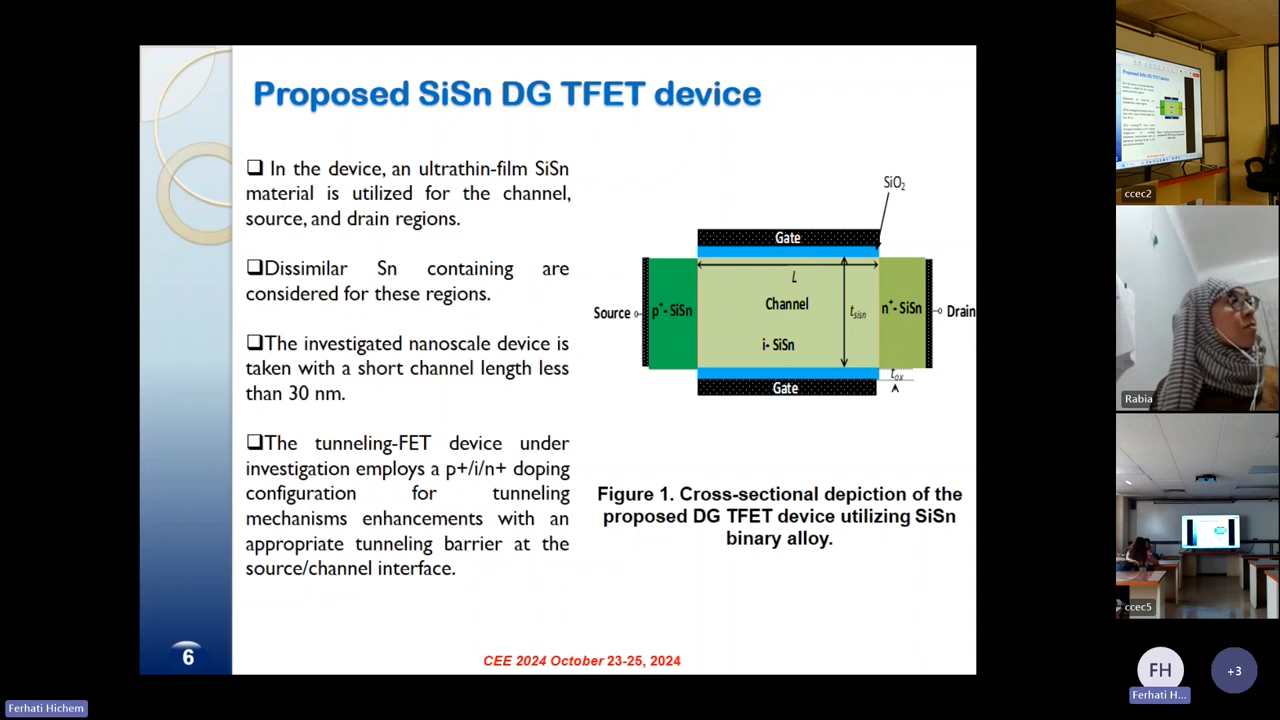 Proposed SiSn DG TFET device
❑ In the device, an ultrathin-film SiSn
material is utilized for the channel,
source, and drain regions.
❑Dissimilar Sn containing are
considered for these regions.
❑The investigated nanoscale device is
taken with a short channel length less
than 30 nm.
❑The tunneling-FET device under
investigation employs a p+/i/n+ doping
configuration for tunneling
mechanisms enhancements with an
appropriate tunneling barrier at the
source/channel interface.
SiO₂
Gate
L
Channel
Source
p⁺- SiSn
tsisn
n⁺- SiSn
Drain
i- SiSn
tox
Gate
Figure 1. Cross-sectional depiction of the
proposed DG TFET device utilizing SiSn
binary alloy.
6
CEE 2024 October 23-25, 2024
Ferhati Hichem
Proposed SiSn DG TFET device
ccec2
Rabia
ccec5
FH
Ferhati H...
+3